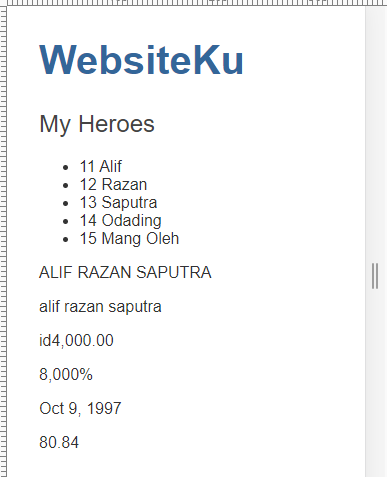 WebsiteKu
My Heroes
11 Alif
12 Razan
13 Saputra
14 Odading
15 Mang Oleh
ALIF RAZAN SAPUTRA
alif razan saputra
id4,000.00
8,000%
Oct 9, 1997
80.84